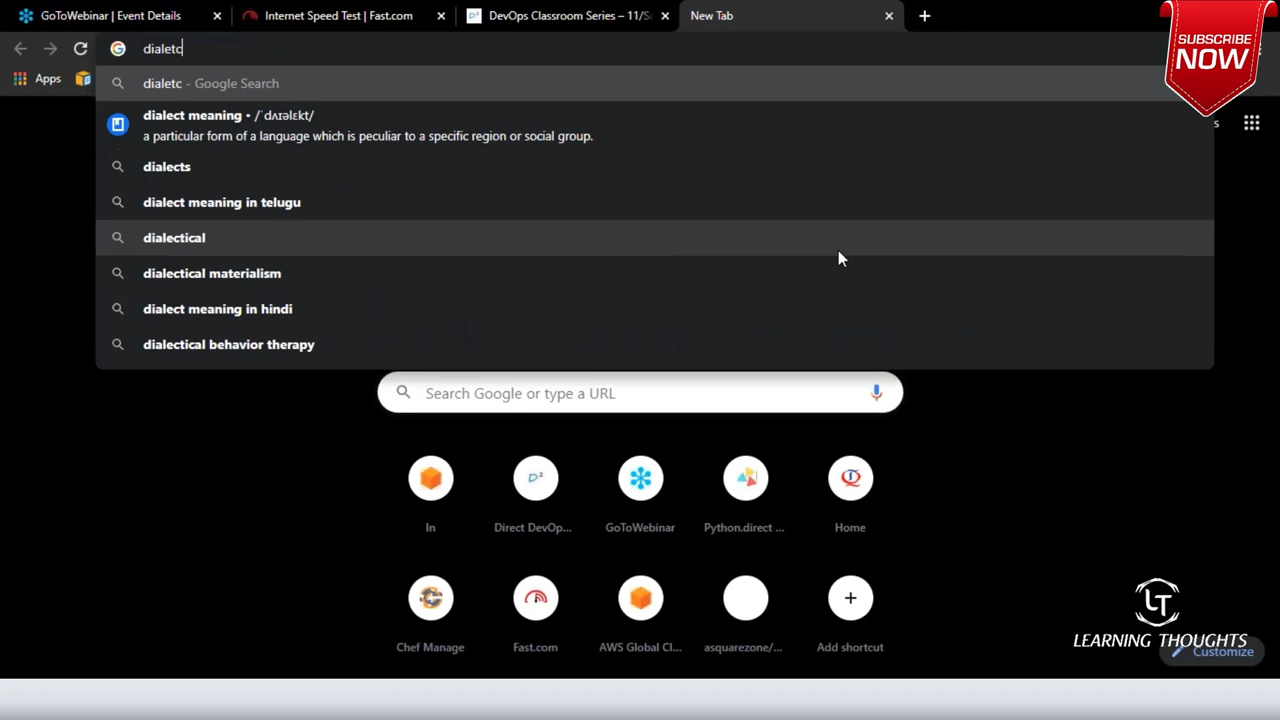 GoToWebinar | Event Details
Internet Speed Test | Fast.com
DevOps Classroom Series – 11/Se
New Tab
dialetc
Apps
dialetc - Google Search
dialect meaning • /ˈdʌɪəlɛkt/
a particular form of a language which is peculiar to a specific region or social group.
dialects
dialect meaning in telugu
dialectical
dialectical materialism
dialect meaning in hindi
dialectical behavior therapy
SUBSCRIBE
NOW
s
Search Google or type a URL
In
Direct DevOp...
GoToWebinar
Python.direct ...
Home
Chef Manage
Fast.com
AWS Global Cl...
asquarezone/...
Add shortcut
LT
LEARNING THOUGHTS
Customize